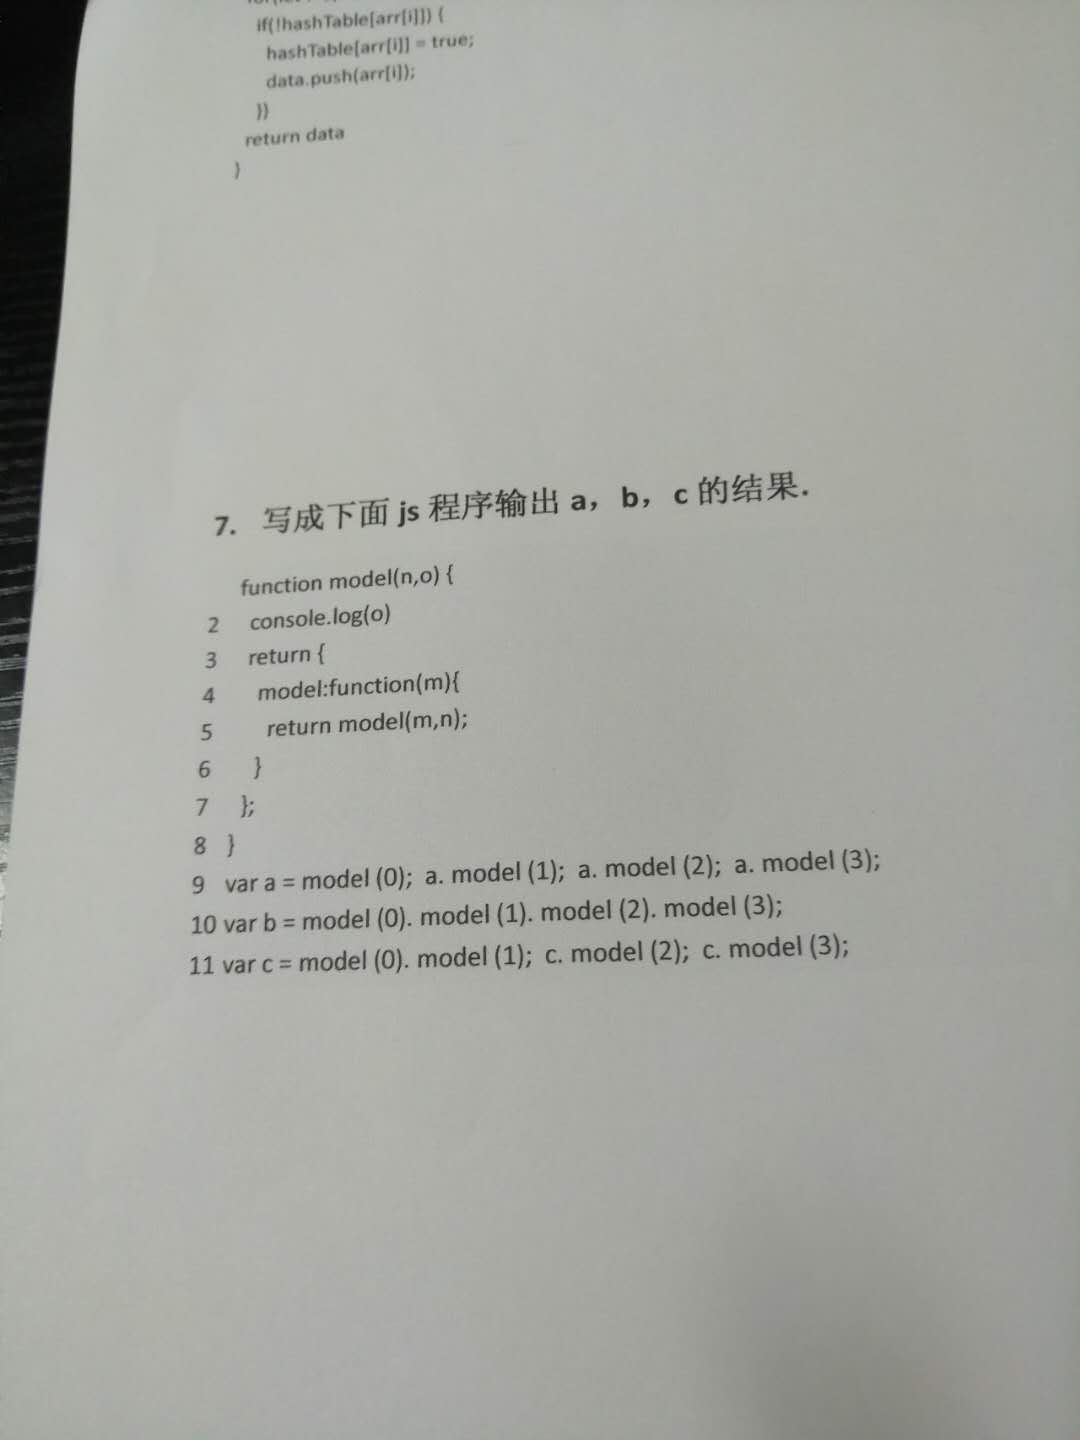 if(!hashTable[arr[i]]) {
hashTable[arr[i]] = true;
data.push(arr[i]);
}}
return data
}
7. 写成下面 js 程序输出 a，b，c 的结果.
function model(n,o) {
2 console.log(o)
3 return {
4 model:function(m){
5 return model(m,n);
6 }
7 };
8 }
9 var a = model (0); a. model (1); a. model (2); a. model (3);
10 var b = model (0). model (1). model (2). model (3);
11 var c = model (0). model (1); c. model (2); c. model (3);